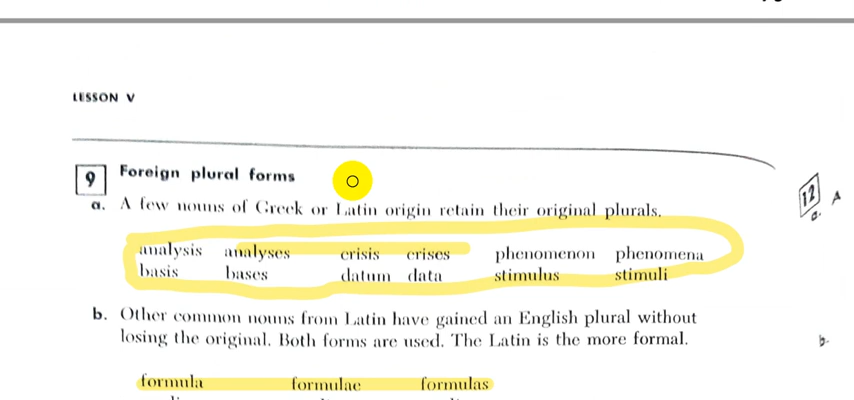 LESSON V
9 Foreign plural forms
a. A few nouns of Greek or Latin origin retain their original plurals.
analysis analyses crisis crises phenomenon phenomena
basis bases datum data stimulus stimuli
b. Other common nouns from Latin have gained an English plural without
losing the original. Both forms are used. The Latin is the more formal.
formula formulae formulas
12 A
a.
b.